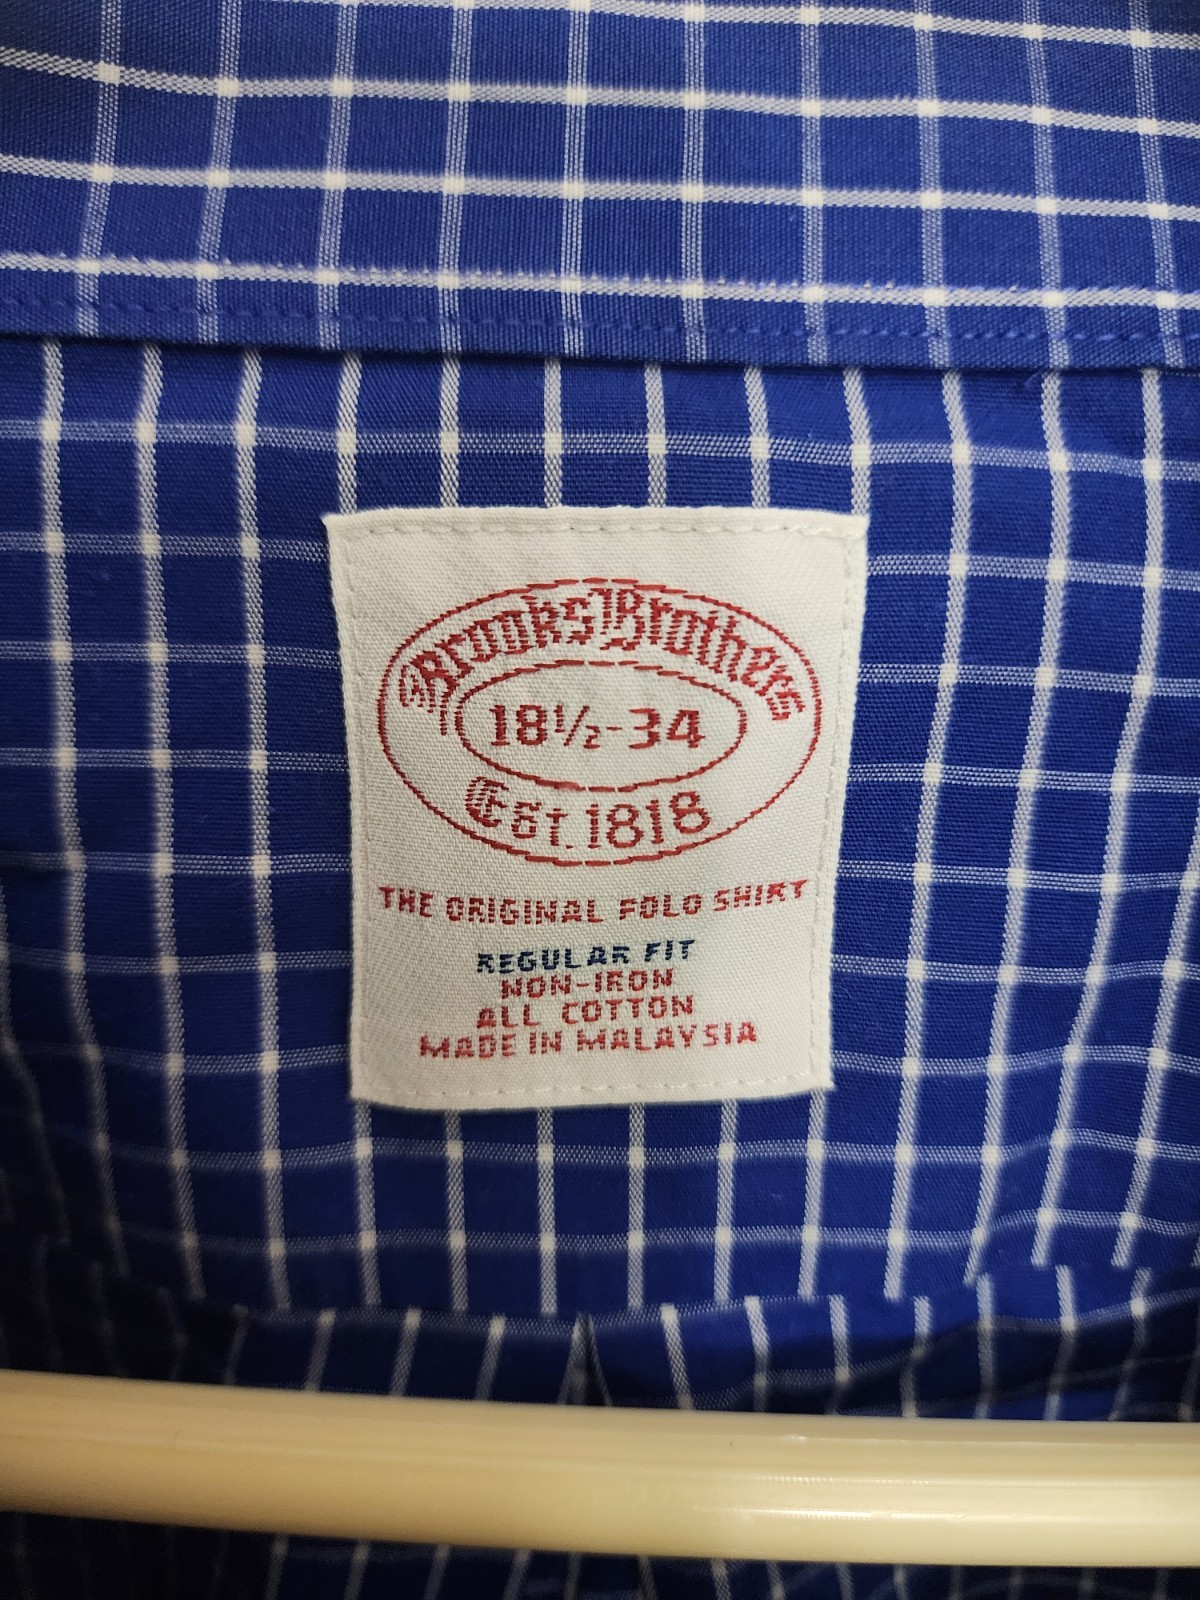 Brooks Brothers
18½-34
Est. 1818
THE ORIGINAL POLO SHIRT
REGULAR FIT
NON-IRON
ALL COTTON
MADE IN MALAYSIA